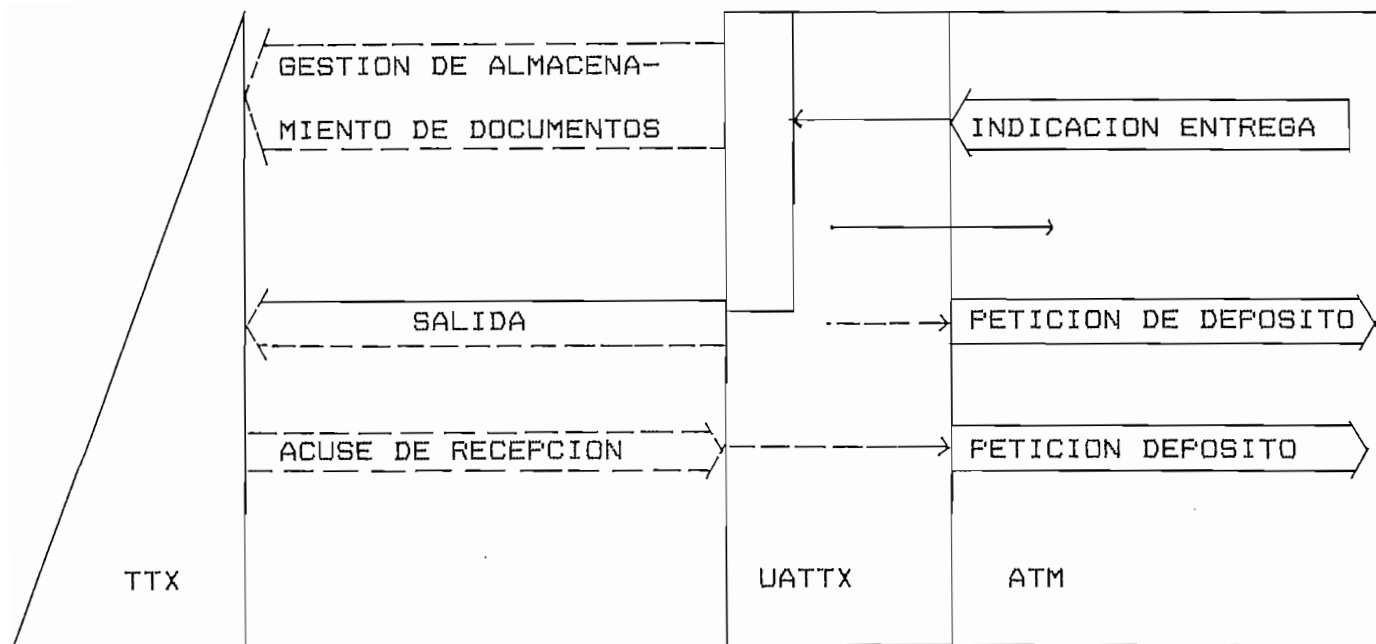 GESTION DE ALMACENA-
MIENTO DE DOCUMENTOS
INDICACION ENTREGA
SALIDA
PETICION DE DEPOSITO
ACUSE DE RECEPCION
PETICION DEPOSITO
TTX
UATTX
ATM